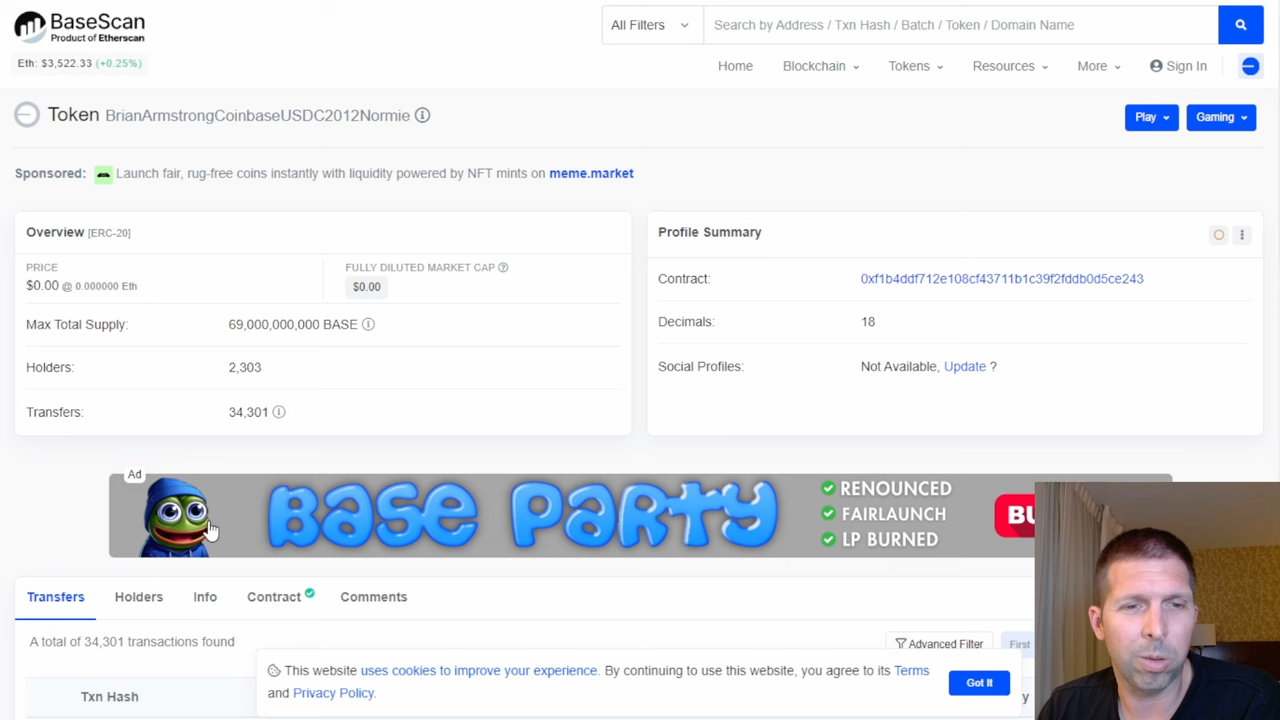 BaseScan
Product of Etherscan
All Filters
Search by Address / Txn Hash / Batch / Token / Domain Name
Eth: $3,522.33 (+0.25%)
Home Blockchain Tokens Resources More Sign In
Token BrianArmstrongCoinbaseUSDC2012Normie
Play Gaming
Sponsored: Launch fair, rug-free coins instantly with liquidity powered by NFT mints on meme.market
Overview [ERC-20]
PRICE
$0.00 @ 0.000000 Eth
FULLY DILUTED MARKET CAP
$0.00
Max Total Supply: 69,000,000,000 BASE
Holders: 2,303
Transfers: 34,301
Profile Summary
Contract: 0xf1b4ddf712e108cf43711b1c39f2fddb0d5ce243
Decimals: 18
Social Profiles: Not Available, Update ?
Ad
BASE PARTY
RENOUNCED
FAIRLAUNCH
LP BURNED
BU
Transfers Holders Info Contract Comments
A total of 34,301 transactions found
Advanced Filter First
This website uses cookies to improve your experience. By continuing to use this website, you agree to its Terms
and Privacy Policy.
Got It
Txn Hash